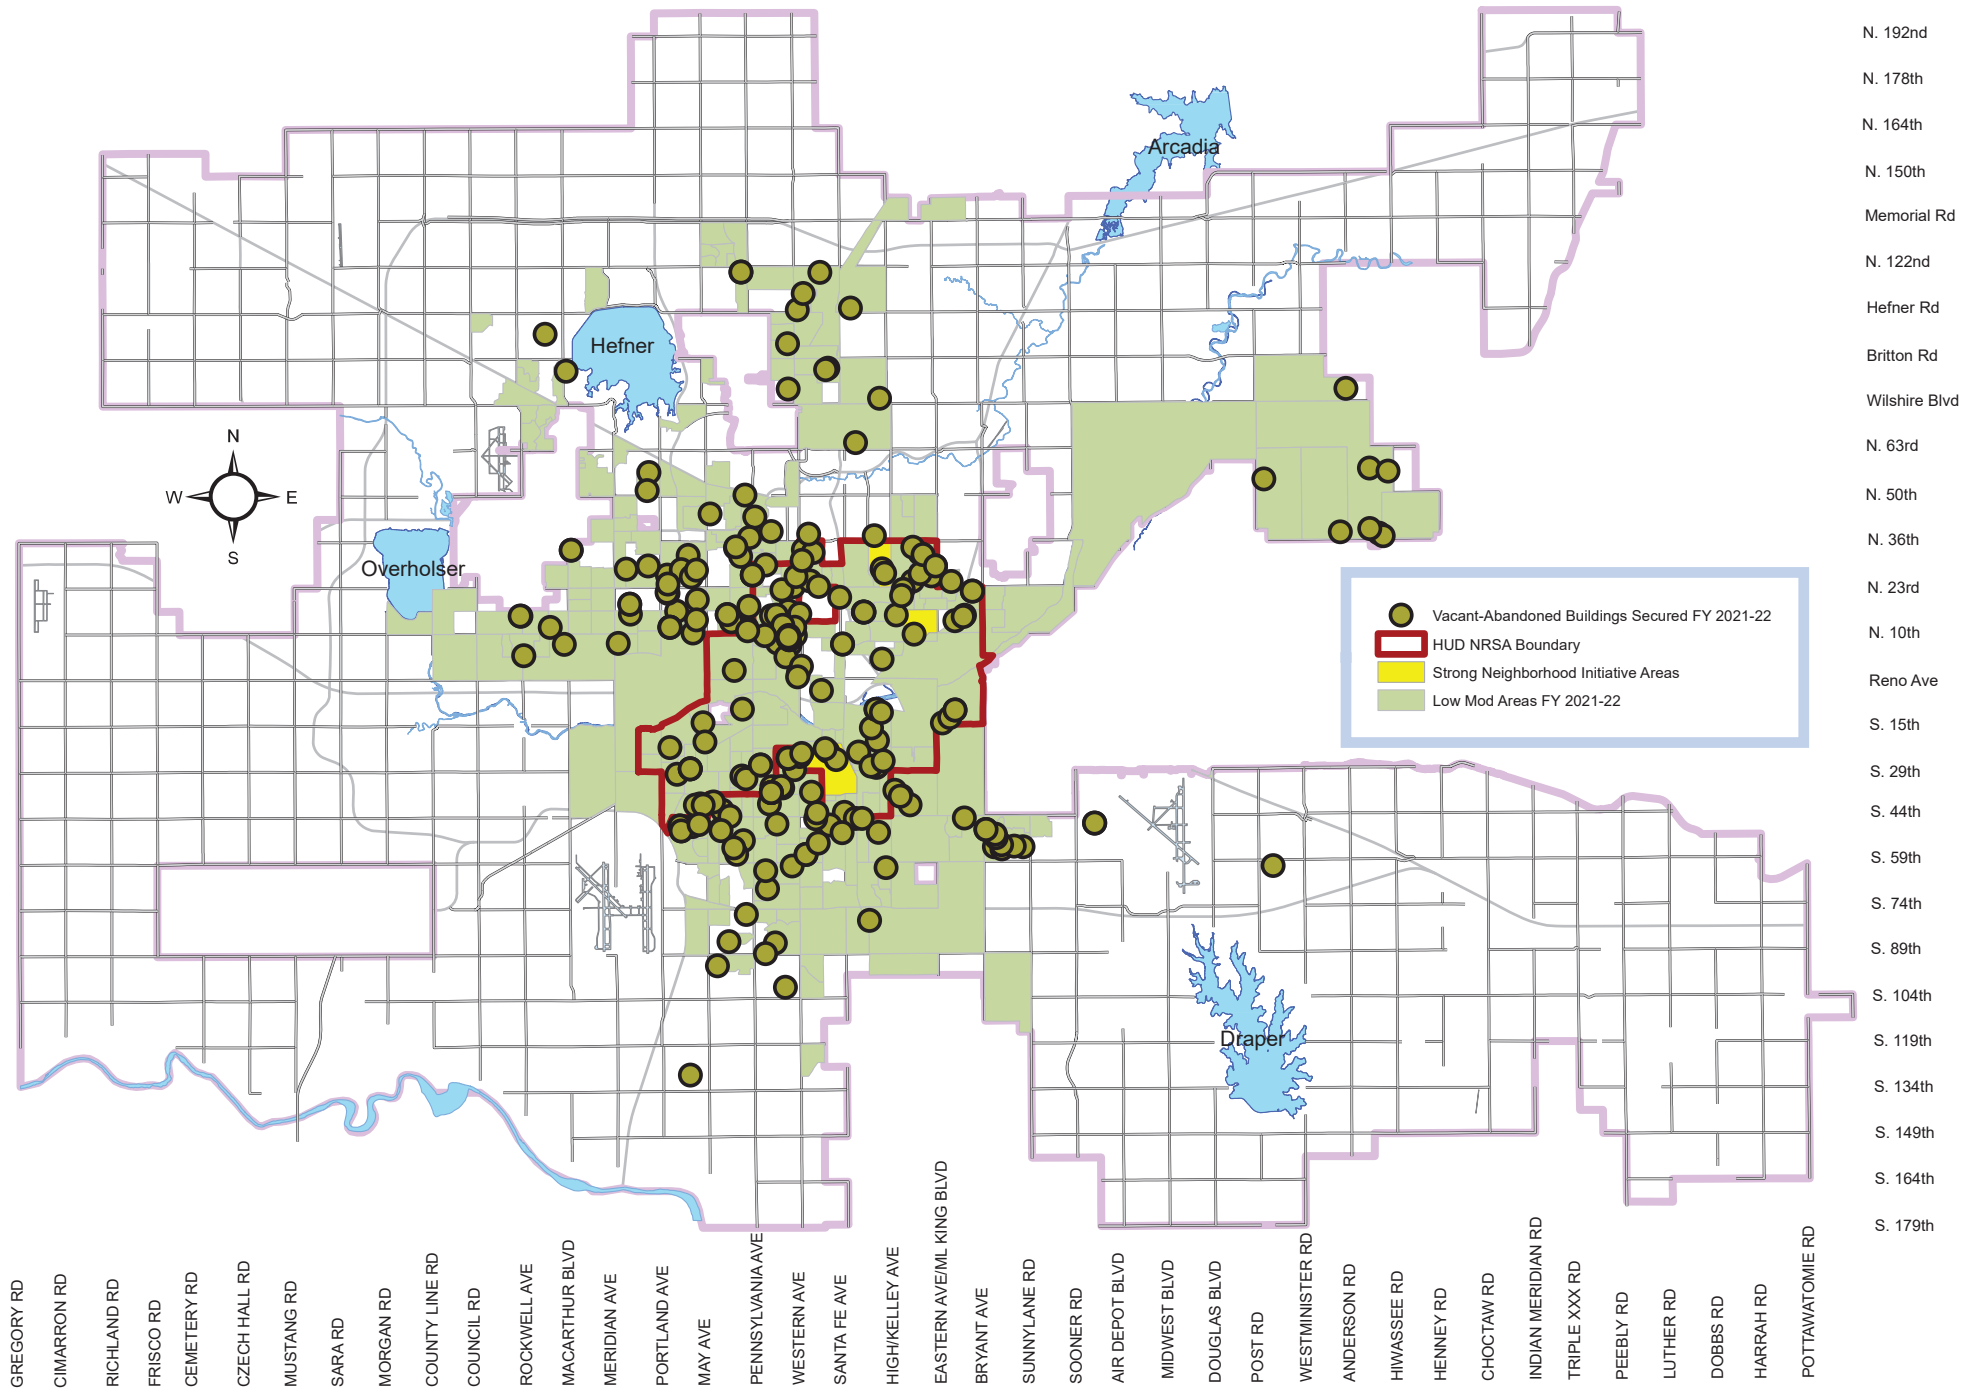 N. 192nd
N. 178th
N. 164th
N. 150th
Memorial Rd
N. 122nd
Hefner Rd
Britton Rd
Wilshire Blvd
N. 63rd
N. 50th
N. 36th
N. 23rd
N. 10th
Reno Ave
S. 15th
S. 29th
S. 44th
S. 59th
S. 74th
S. 89th
S. 104th
S. 119th
S. 134th
S. 149th
S. 164th
S. 179th
Arcadia
Hefner
Overholser
Draper
N
W
E
S
Vacant-Abandoned Buildings Secured FY 2021-22
HUD NRSA Boundary
Strong Neighborhood Initiative Areas
Low Mod Areas FY 2021-22
GREGORY RD
CIMARRON RD
RICHLAND RD
FRISCO RD
CEMETERY RD
CZECH HALL RD
MUSTANG RD
SARA RD
MORGAN RD
COUNTY LINE RD
COUNCIL RD
ROCKWELL AVE
MACARTHUR BLVD
MERIDIAN AVE
PORTLAND AVE
MAY AVE
PENNSYLVANIA AVE
WESTERN AVE
SANTA FE AVE
HIGH/KELLEY AVE
EASTERN AVE/ML KING BLVD
BRYANT AVE
SUNNYLANE RD
SOONER RD
AIR DEPOT BLVD
MIDWEST BLVD
DOUGLAS BLVD
POST RD
WESTMINISTER RD
ANDERSON RD
HIWASSEE RD
HENNEY RD
CHOCTAW RD
INDIAN MERIDIAN RD
TRIPLE XXX RD
PEEBLY RD
LUTHER RD
DOBBS RD
HARRAH RD
POTTAWATOMIE RD